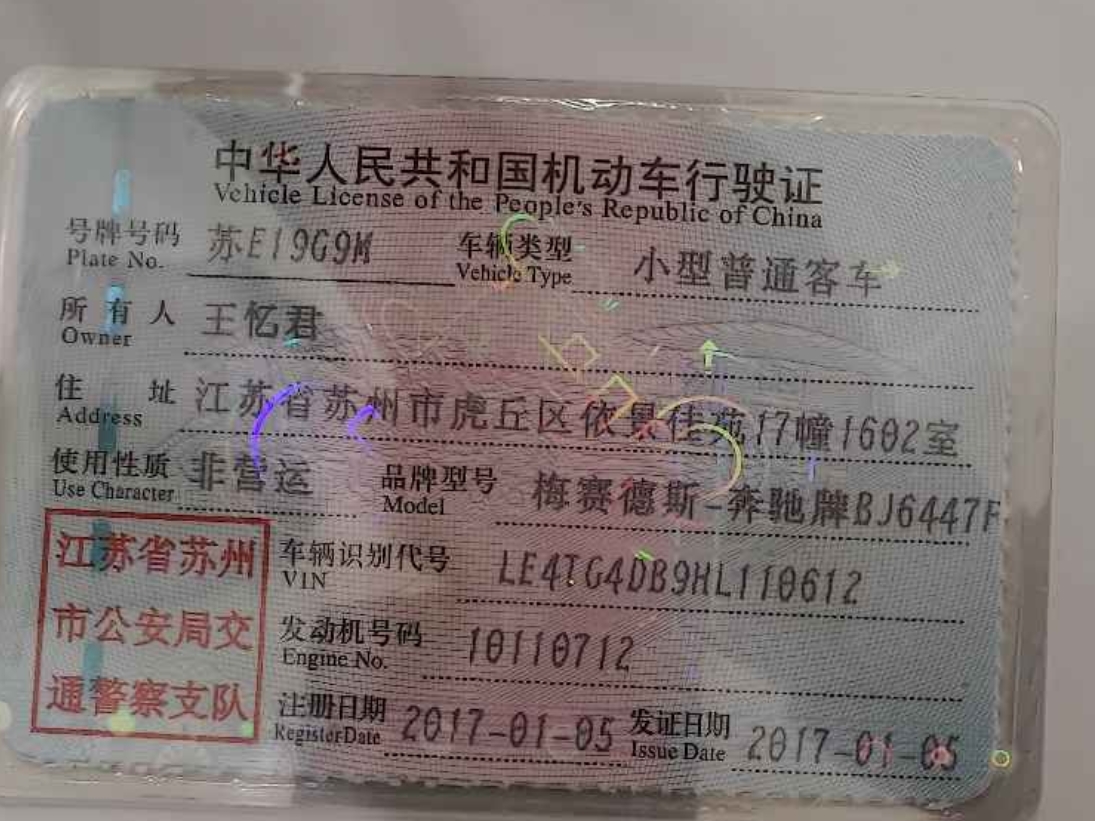 中华人民共和国机动车行驶证
Vehicle License of the People's Republic of China
号牌号码 苏E19G9M 车辆类型 小型普通客车
Plate No. Vehicle Type
所有人 王忆君
Owner
住址 江苏省苏州市虎丘区依景佳苑17幢1602室
Address
使用性质 非营运 品牌型号 梅赛德斯-奔驰牌BJ6447F
Use Character Model
江苏省苏州
市公安局交
通警察支队
车辆识别代号 LE4TG4DB9HL110612
VIN
发动机号码 10110712
Engine No.
注册日期 2017-01-05 发证日期 2017-01-05
Register Date Issue Date